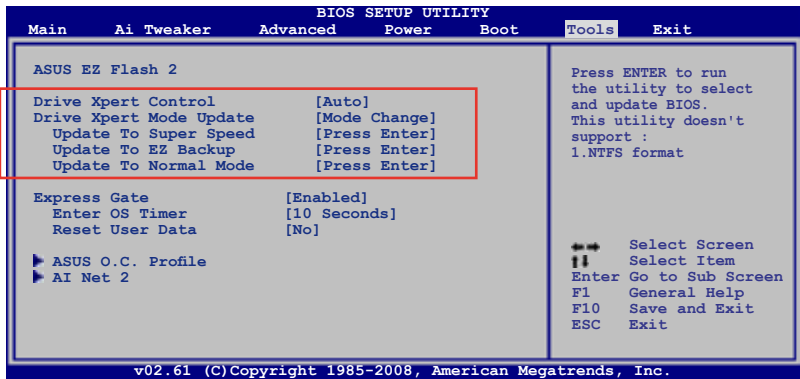 BIOS SETUP UTILITY
Main Ai Tweaker Advanced Power Boot Tools Exit
ASUS EZ Flash 2
Drive Xpert Control [Auto]
Drive Xpert Mode Update [Mode Change]
Update To Super Speed [Press Enter]
Update To EZ Backup [Press Enter]
Update To Normal Mode [Press Enter]
Express Gate [Enabled]
Enter OS Timer [10 Seconds]
Reset User Data [No]
ASUS O.C. Profile
AI Net 2
Press ENTER to run
the utility to select
and update BIOS.
This utility doesn't
support :
1.NTFS format
Select Screen
Select Item
Enter Go to Sub Screen
F1 General Help
F10 Save and Exit
ESC Exit
v02.61 (C)Copyright 1985-2008, American Megatrends, Inc.